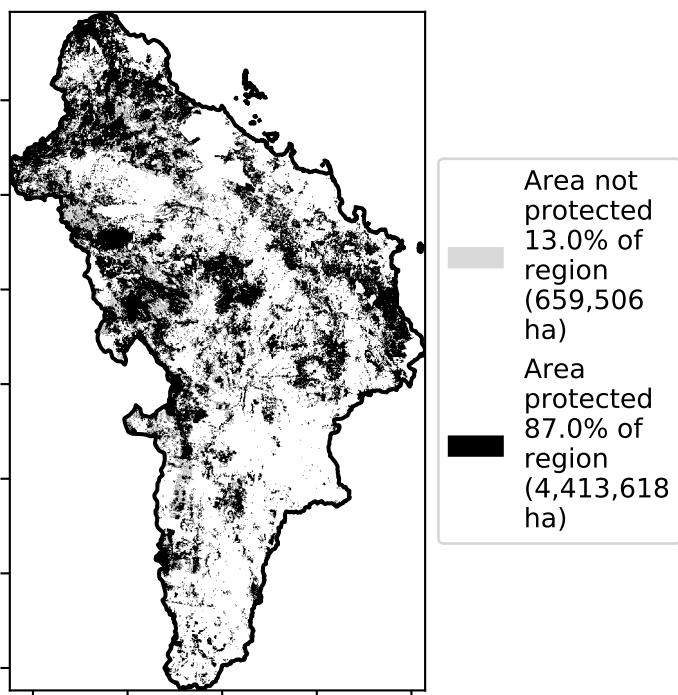 Area not
protected
13.0% of
region
(659,506
ha)
Area
protected
87.0% of
region
(4,413,618
ha)